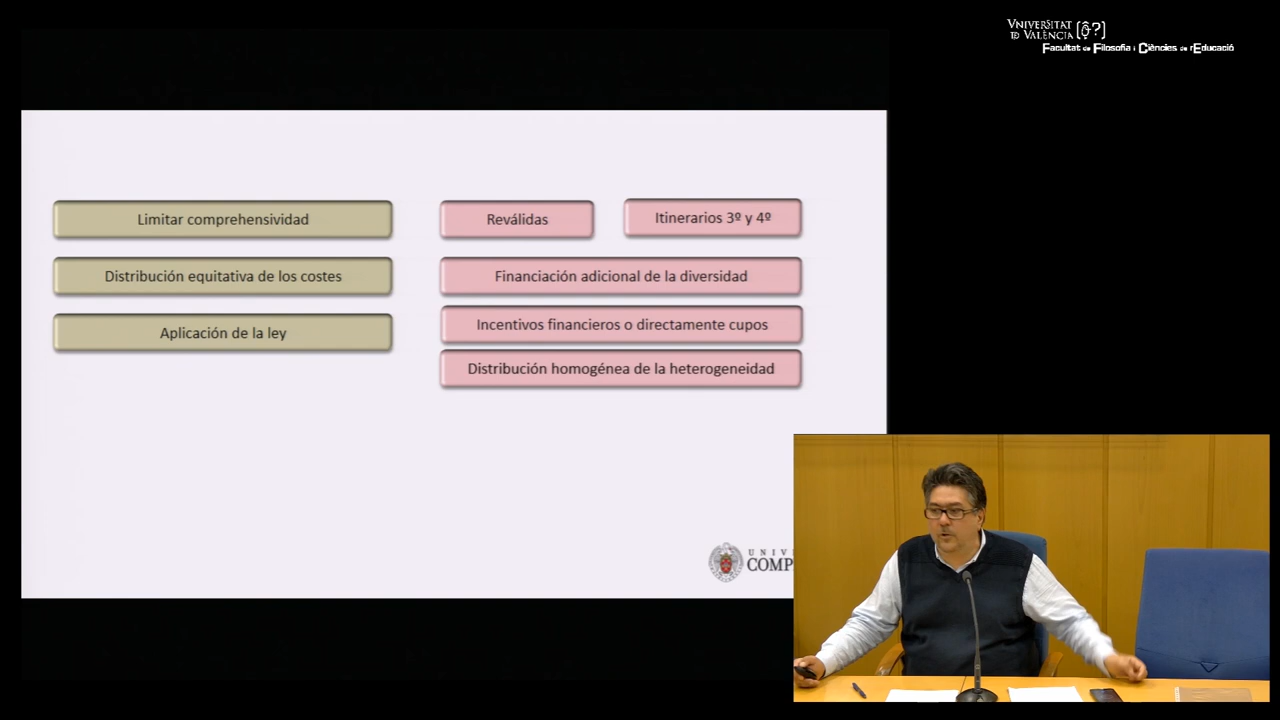 VNIVERSITAT
ID VALÈNCIA [ô?]
Facultat de Filosofia i Ciències de l'Educació
Limitar comprehensividad
Reválidas
Itinerarios 3º y 4º
Distribución equitativa de los costes
Financiación adicional de la diversidad
Aplicación de la ley
Incentivos financieros o directamente cupos
Distribución homogénea de la heterogeneidad
UNIV
COMP